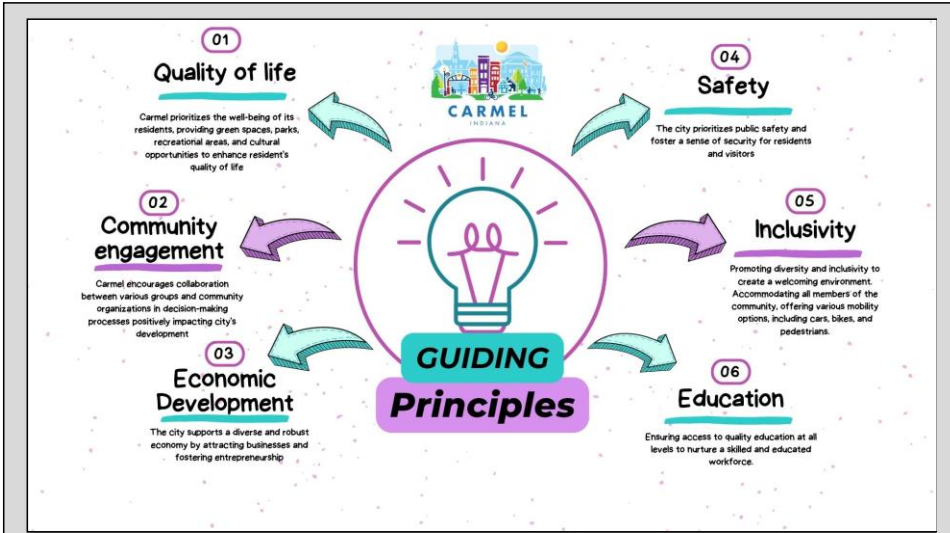 CARMEL
INDIANA
01
Quality of life
Carmel prioritizes the well-being of its
residents, providing green spaces, parks,
recreational areas, and cultural
opportunities to enhance resident's
quality of life
02
Community
engagement
Carmel encourages collaboration
between various groups and community
organizations in decision-making
processes positively impacting city's
development
03
Economic
Development
The city supports a diverse and robust
economy by attracting businesses and
fostering entrepreneurship
GUIDING
Principles
04
Safety
The city prioritizes public safety and
foster a sense of security for residents
and visitors
05
Inclusivity
Promoting diversity and inclusivity to
create a welcoming environment.
Accommodating all members of the
community, offering various mobility
options, including cars, bikes, and
pedestrians.
06
Education
Ensuring access to quality education at all
levels to nurture a skilled and educated
workforce.